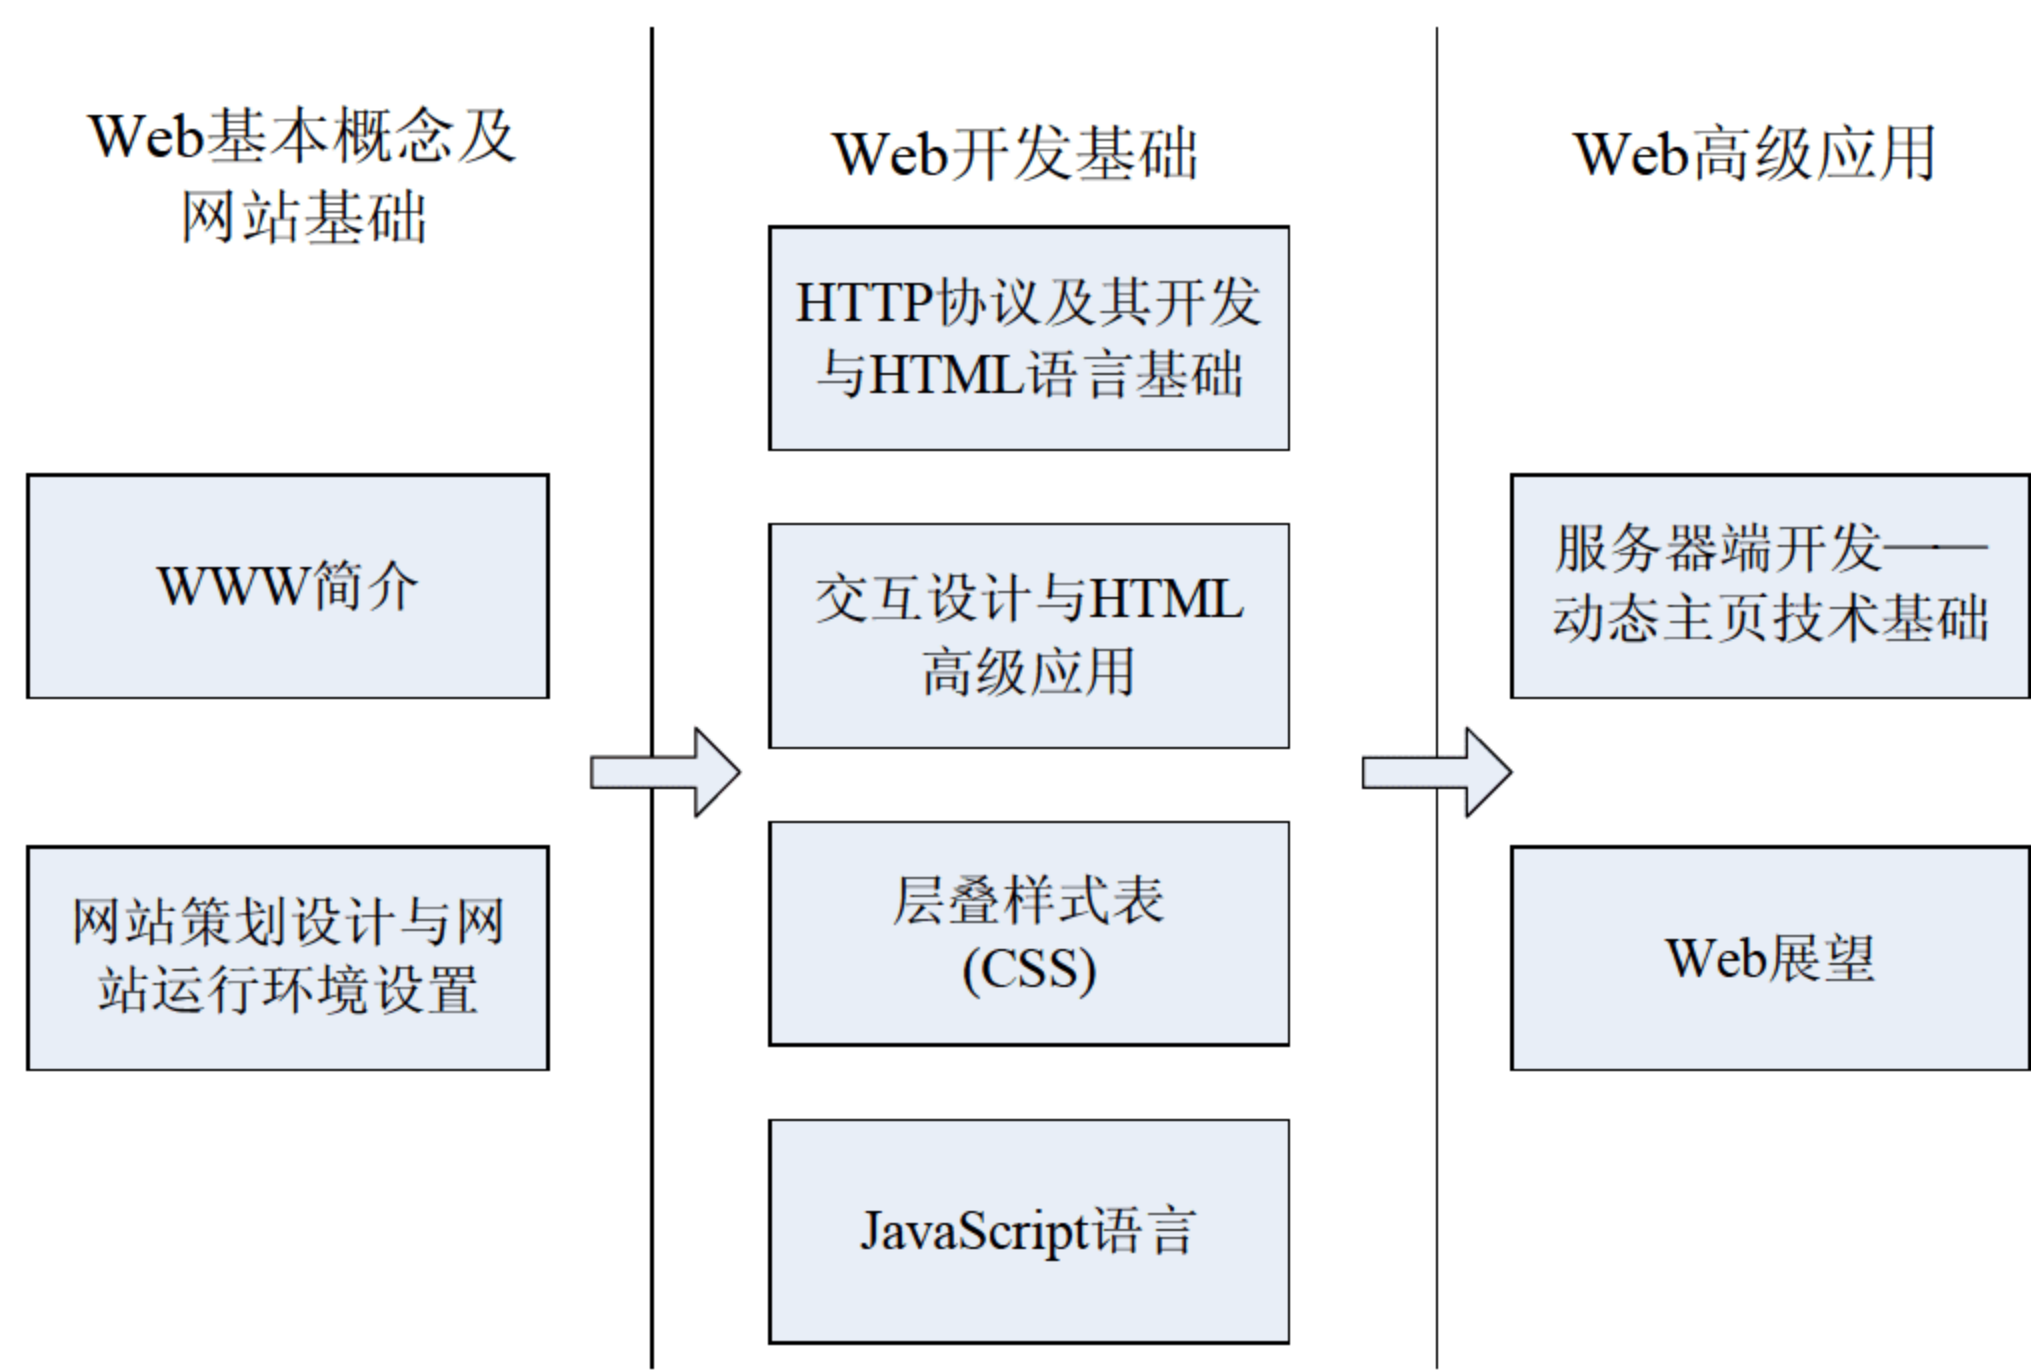 Web基本概念及
网站基础
WWW简介
网站策划设计与网
站运行环境设置
Web开发基础
HTTP协议及其开发
与HTML语言基础
交互设计与HTML
高级应用
层叠样式表
(CSS)
JavaScript语言
Web高级应用
服务器端开发——
动态主页技术基础
Web展望